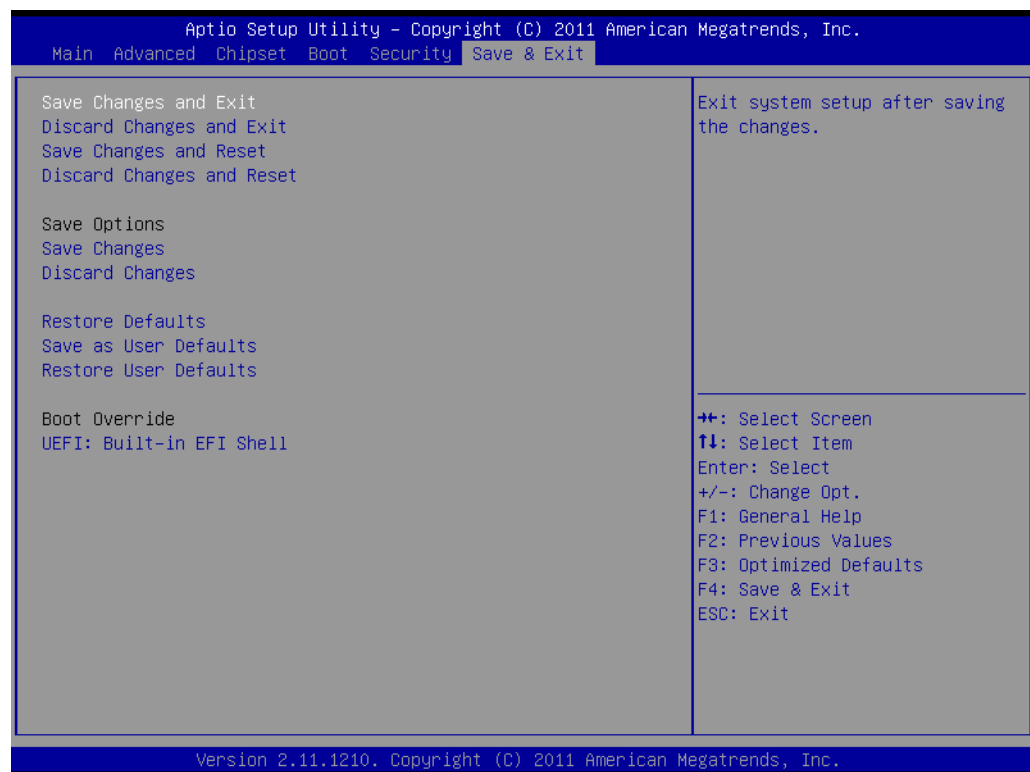 Aptio Setup Utility – Copyright (C) 2011 American Megatrends, Inc.
Main Advanced Chipset Boot Security Save & Exit
Save Changes and Exit
Discard Changes and Exit
Save Changes and Reset
Discard Changes and Reset
Save Options
Save Changes
Discard Changes
Restore Defaults
Save as User Defaults
Restore User Defaults
Boot Override
UEFI: Built-in EFI Shell
Exit system setup after saving
the changes.
→←: Select Screen
↑↓: Select Item
Enter: Select
+/-: Change Opt.
F1: General Help
F2: Previous Values
F3: Optimized Defaults
F4: Save & Exit
ESC: Exit
Version 2.11.1210. Copyright (C) 2011 American Megatrends, Inc.